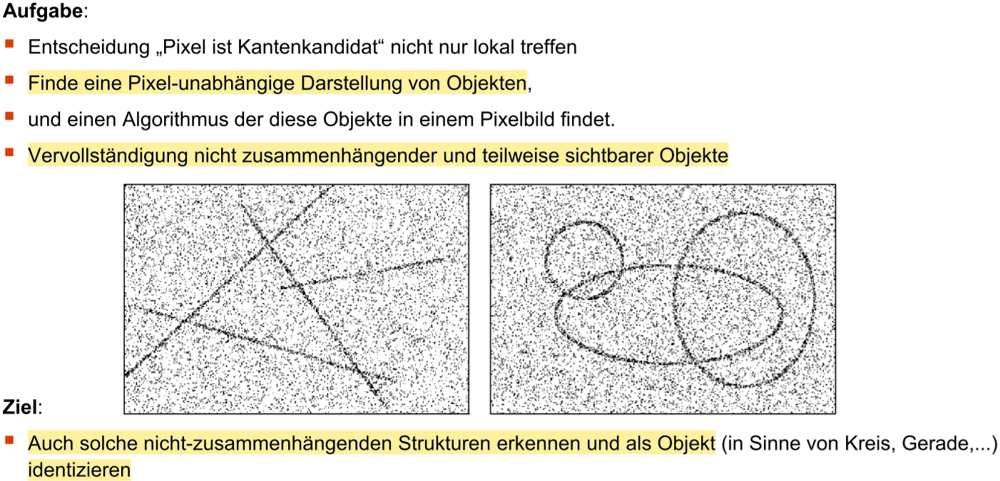 Aufgabe:
Entscheidung „Pixel ist Kantenkandidat“ nicht nur lokal treffen
Finde eine Pixel-unabhängige Darstellung von Objekten,
und einen Algorithmus der diese Objekte in einem Pixelbild findet.
Vervollständigung nicht zusammenhängender und teilweise sichtbarer Objekte
Ziel:
Auch solche nicht-zusammenhängenden Strukturen erkennen und als Objekt (in Sinne von Kreis, Gerade,...)
identizieren